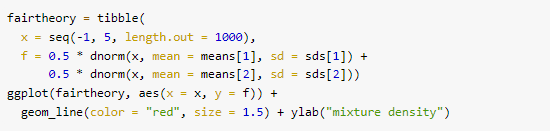 fairtheory = tibble(
  x = seq(-1, 5, length.out = 1000),
  f = 0.5 * dnorm(x, mean = means[1], sd = sds[1]) +
      0.5 * dnorm(x, mean = means[2], sd = sds[2]))
ggplot(fairtheory, aes(x = x, y = f)) +
  geom_line(color = "red", size = 1.5) + ylab("mixture density")